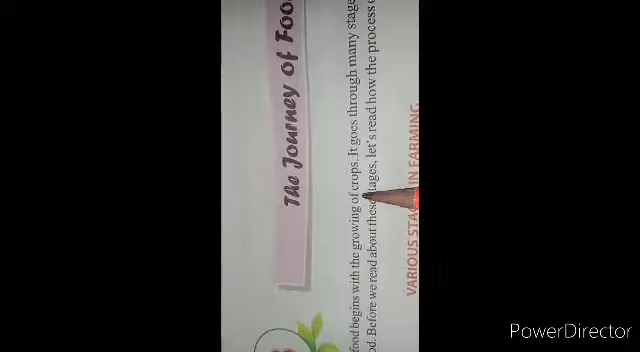 The Journey of Foo
food begins with the growing of crops. It goes through many stage
od. Before we read about these stages, let's read how the process o
VARIOUS STAG IN FARMING
PowerDirector